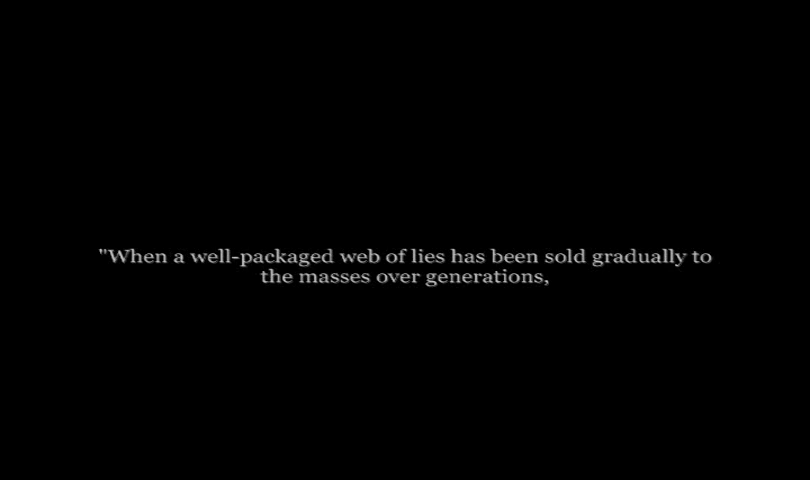 "When a well-packaged web of lies has been sold gradually to
the masses over generations,